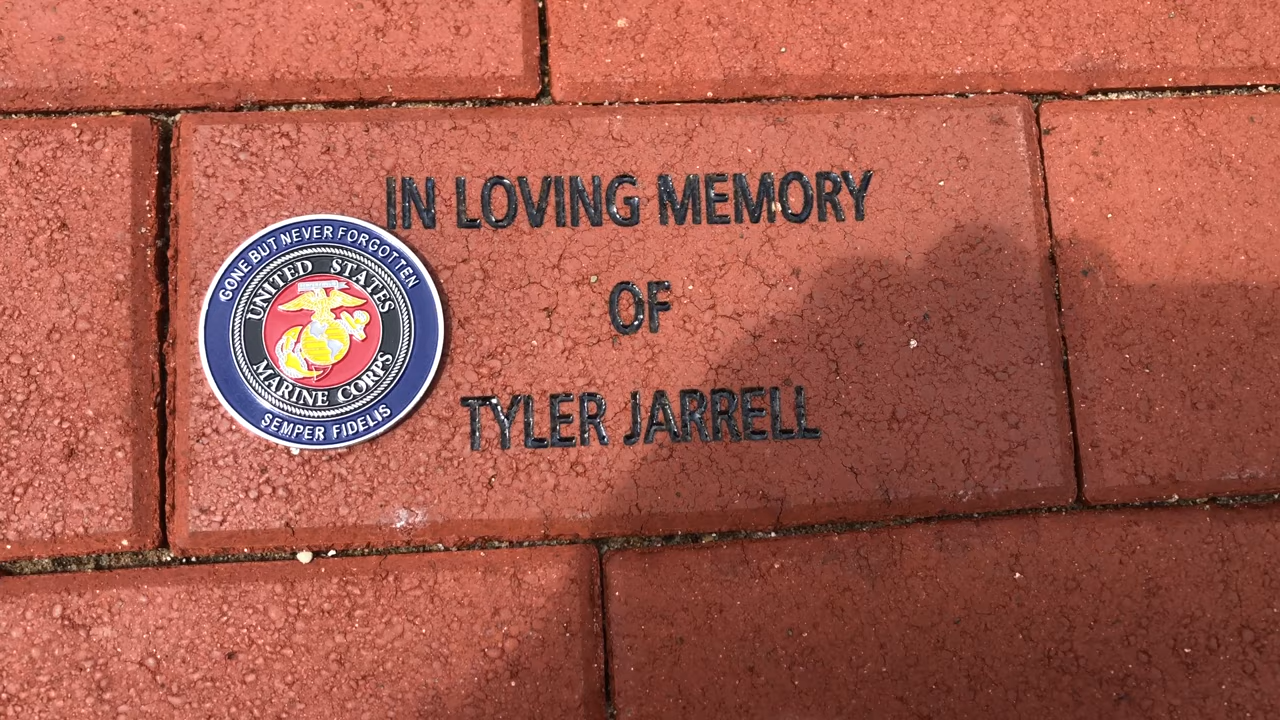 IN LOVING MEMORY
OF
TYLER JARRELL
GONE BUT NEVER FORGOTTEN
UNITED STATES
MARINE CORPS
SEMPER FIDELIS